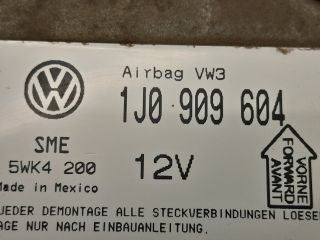 Airbag VW3
1J0 909 604
SME
5WK4 200
12V
Made in Mexico
VORNE
FORWARD
AVANT
JEDER DEMONTAGE ALLE STECKVERBINDUNGEN LOESE
AGE NUR NACH EINBAUANLEITUNG.